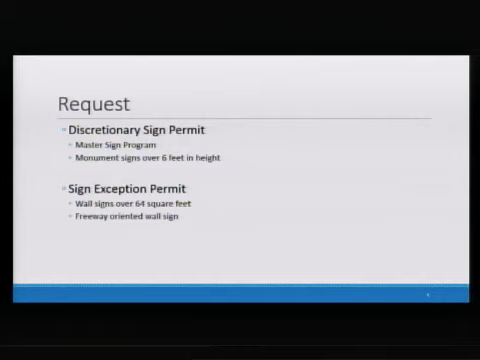 Request
Discretionary Sign Permit
Master Sign Program
Monument signs over 6 feet in height
Sign Exception Permit
Wall signs over 64 square feet
Freeway oriented wall sign